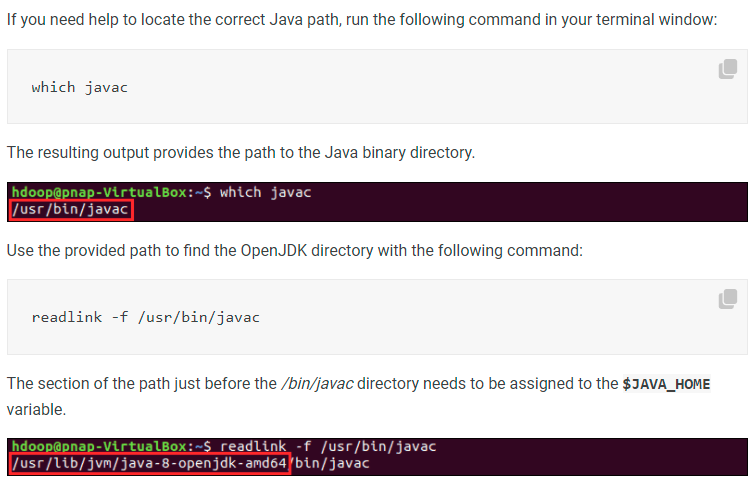 If you need help to locate the correct Java path, run the following command in your terminal window:
which javac
The resulting output provides the path to the Java binary directory.
hdoop@pnap-VirtualBox:~$ which javac
/usr/bin/javac
Use the provided path to find the OpenJDK directory with the following command:
readlink -f /usr/bin/javac
The section of the path just before the /bin/javac directory needs to be assigned to the $JAVA_HOME
variable.
hdoop@pnap-VirtualBox:~$ readlink -f /usr/bin/javac
/usr/lib/jvm/java-8-openjdk-amd64/bin/javac